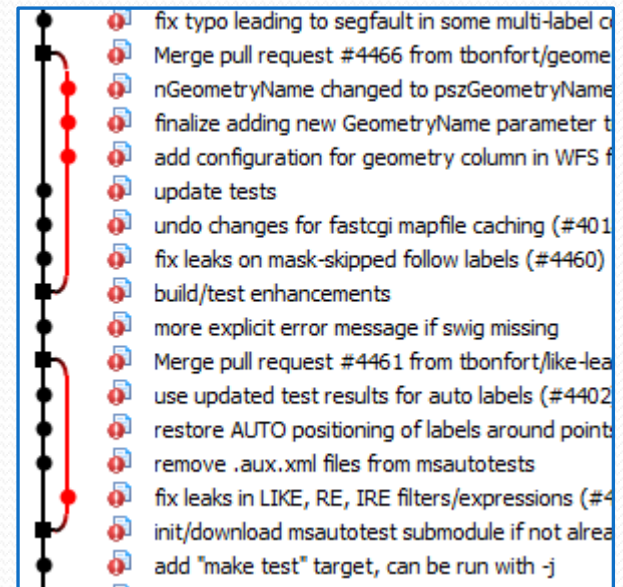 fix typo leading to segfault in some multi-label
Merge pull request #4466 from tbonfort/geome
nGeometryName changed to pszGeometryName
finalize adding new GeometryName parameter t
add configuration for geometry column in WFS f
update tests
undo changes for fastcgi mapfile caching (#401
fix leaks on mask-skipped follow labels (#4460)
build/test enhancements
more explicit error message if swig missing
Merge pull request #4461 from tbonfort/like-lea
use updated test results for auto labels (#4402
restore AUTO positioning of labels around points
remove .aux.xml files from msautotests
fix leaks in LIKE, RE, IRE filters/expressions (#4
init/download msautotest submodule if not alrea
add "make test" target, can be run with -j